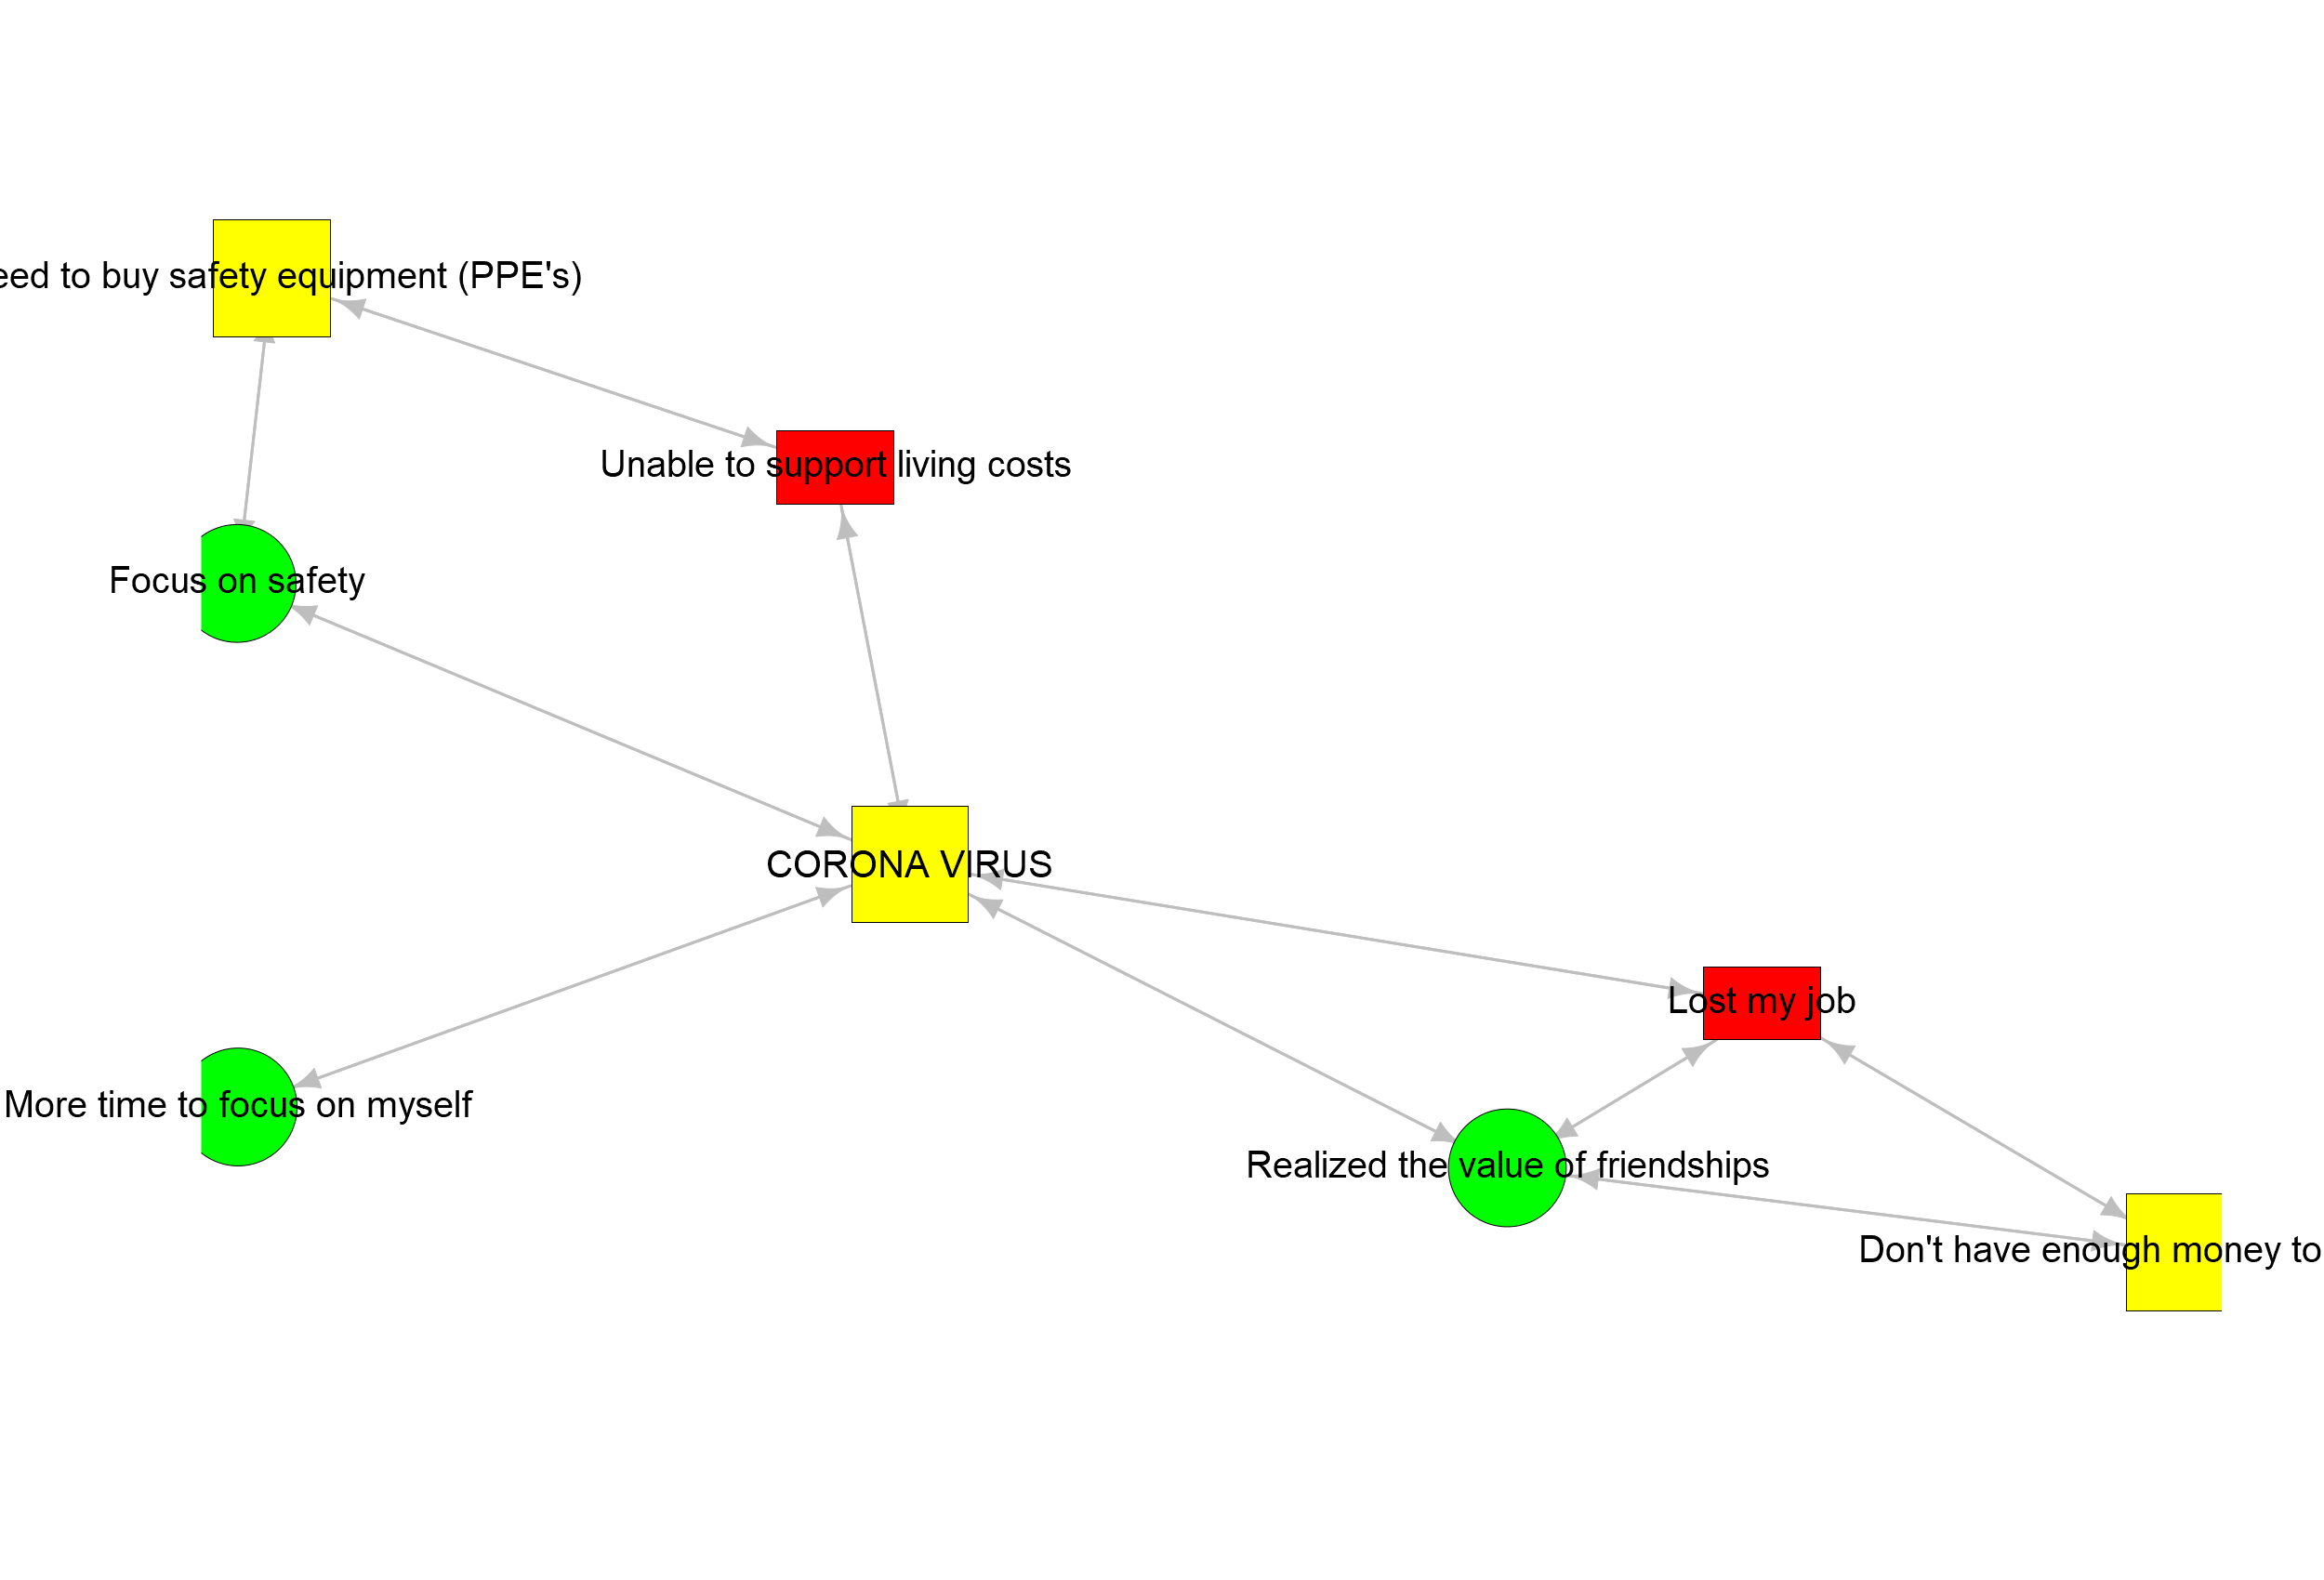 to buy safety equipment (PPE's)
Unable to support living costs
Focus on safety
CORONA VIRUS
Lost my job
More time to focus on myself
Realized the value of friendships
Don't have enough money to